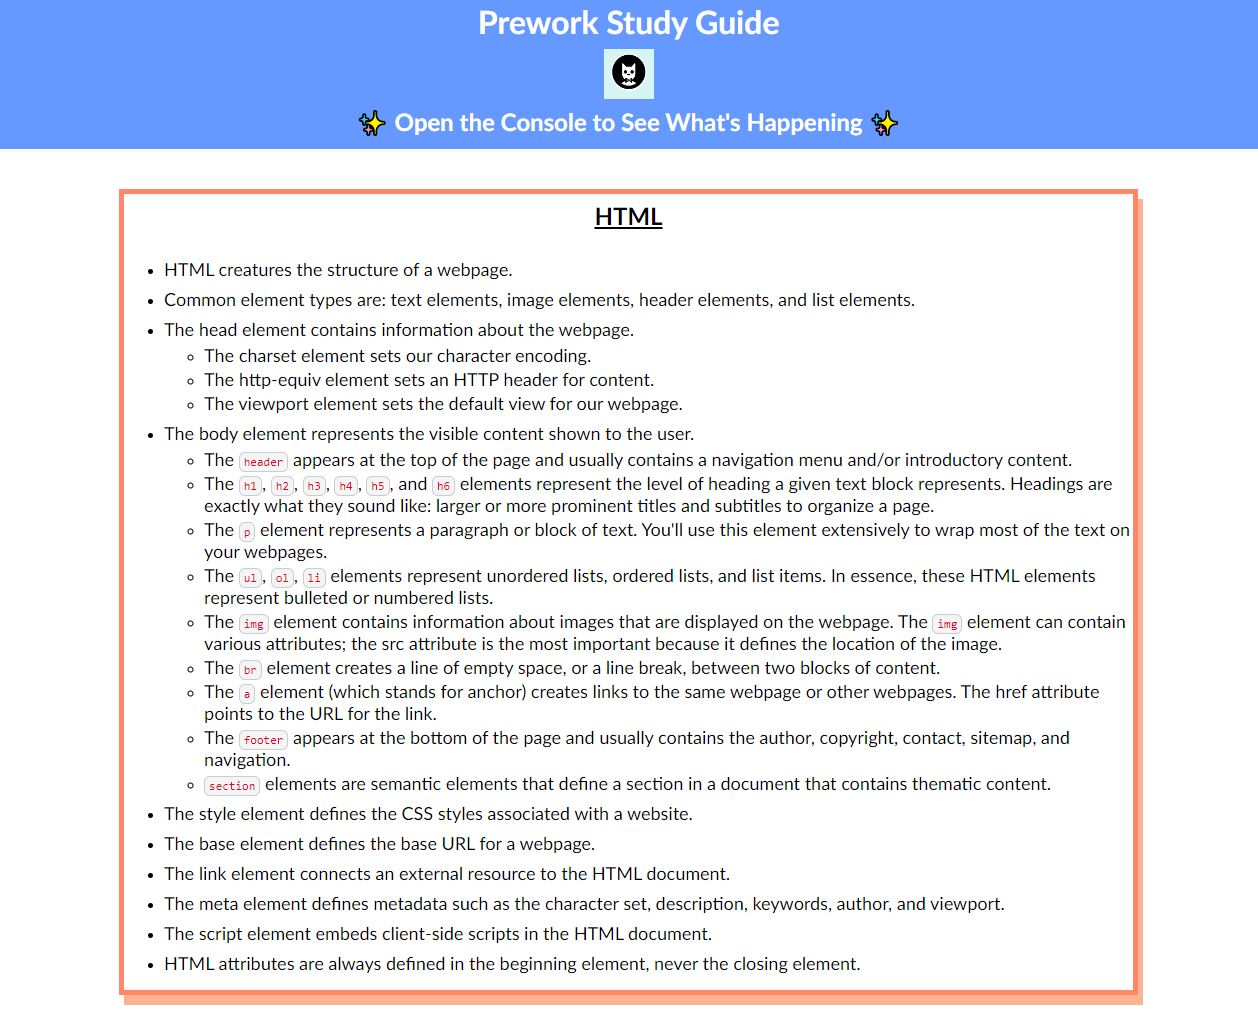 Prework Study Guide
✨ Open the Console to See What's Happening ✨
HTML
• HTML creatures the structure of a webpage.
• Common element types are: text elements, image elements, header elements, and list elements.
• The head element contains information about the webpage.
◦ The charset element sets our character encoding.
◦ The http-equiv element sets an HTTP header for content.
◦ The viewport element sets the default view for our webpage.
• The body element represents the visible content shown to the user.
◦ The header appears at the top of the page and usually contains a navigation menu and/or introductory content.
◦ The h1, h2, h3, h4, h5, and h6 elements represent the level of heading a given text block represents. Headings are
exactly what they sound like: larger or more prominent titles and subtitles to organize a page.
◦ The p element represents a paragraph or block of text. You'll use this element extensively to wrap most of the text on
your webpages.
◦ The ul, ol, li elements represent unordered lists, ordered lists, and list items. In essence, these HTML elements
represent bulleted or numbered lists.
◦ The img element contains information about images that are displayed on the webpage. The img element can contain
various attributes; the src attribute is the most important because it defines the location of the image.
◦ The br element creates a line of empty space, or a line break, between two blocks of content.
◦ The a element (which stands for anchor) creates links to the same webpage or other webpages. The href attribute
points to the URL for the link.
◦ The footer appears at the bottom of the page and usually contains the author, copyright, contact, sitemap, and
navigation.
◦ section elements are semantic elements that define a section in a document that contains thematic content.
• The style element defines the CSS styles associated with a website.
• The base element defines the base URL for a webpage.
• The link element connects an external resource to the HTML document.
• The meta element defines metadata such as the character set, description, keywords, author, and viewport.
• The script element embeds client-side scripts in the HTML document.
• HTML attributes are always defined in the beginning element, never the closing element.